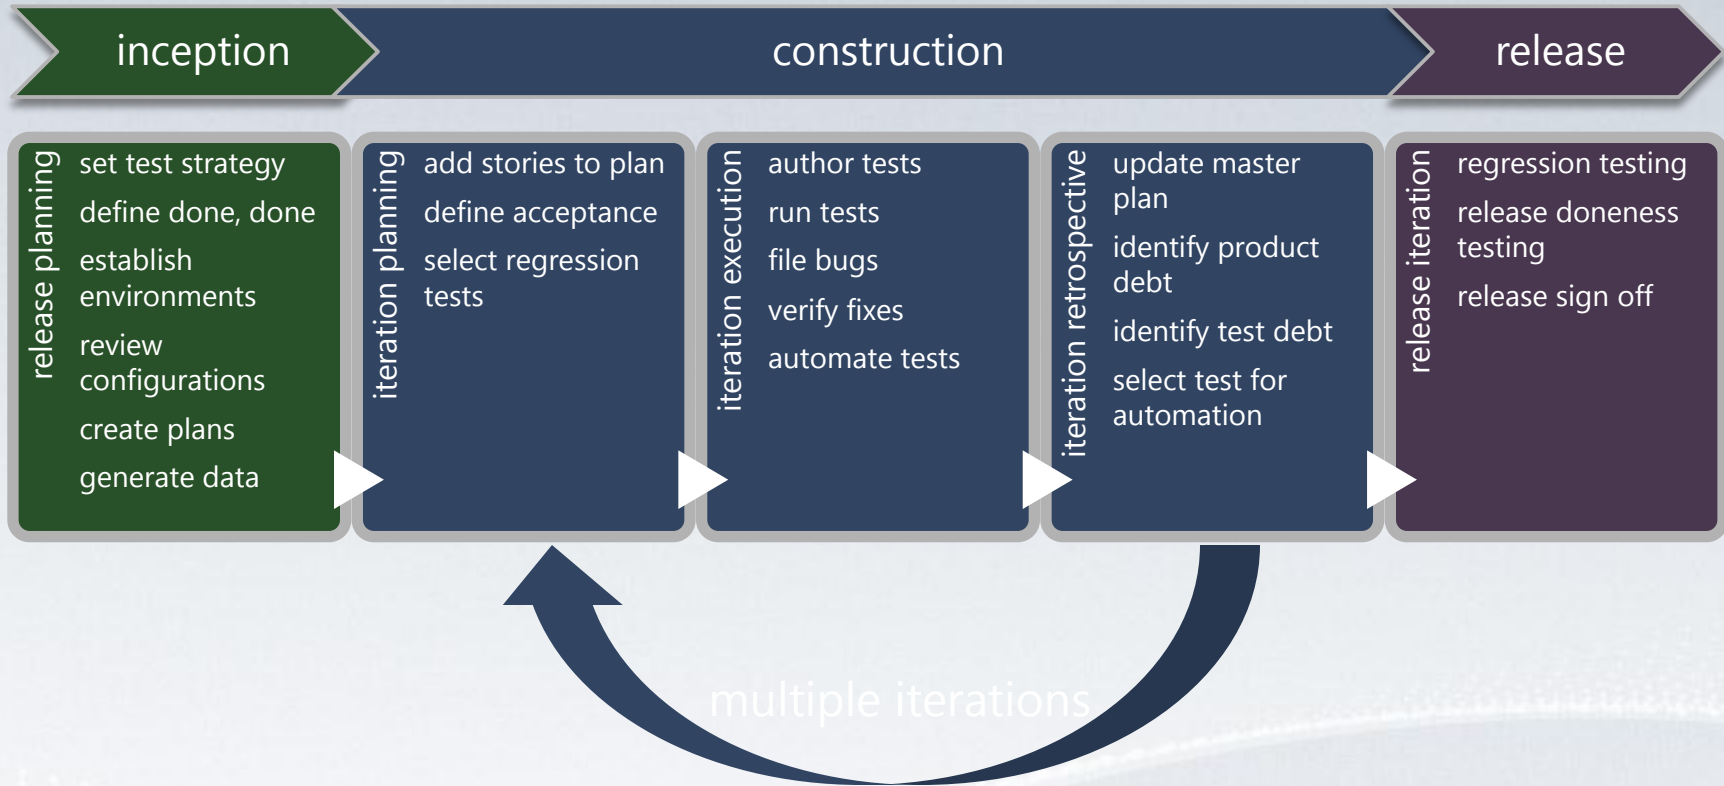 inception
construction
release
release planning
set test strategy
define done, done
establish
environments
review
configurations
create plans
generate data
iteration planning
add stories to plan
define acceptance
select regression
tests
iteration execution
author tests
run tests
file bugs
verify fixes
automate tests
iteration retrospective
update master
plan
identify product
debt
identify test debt
select test for
automation
release iteration
regression testing
release doneness
testing
release sign off
multiple iterations